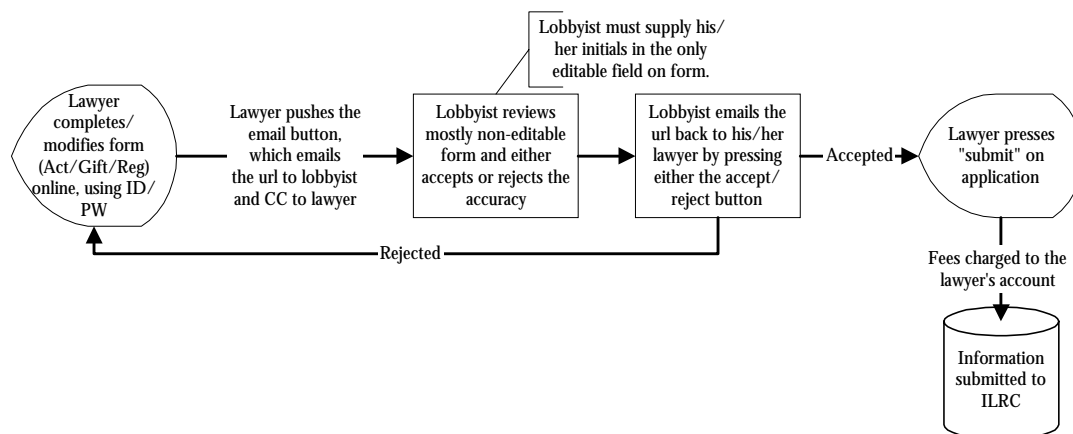 Lobbyist must supply his/
her initials in the only
editable field on form.
Lawyer
completes/
modifies form
(Act/Gift/Reg)
online, using ID/
PW
Lawyer pushes the
email button,
which emails
the url to lobbyist
and CC to lawyer
Lobbyist reviews
mostly non-editable
form and either
accepts or rejects the
accuracy
Lobbyist emails the
url back to his/her
lawyer by pressing
either the accept/
reject button
Accepted
Lawyer presses
"submit" on
application
Rejected
Fees charged to the
lawyer's account
Information
submitted to
ILRC